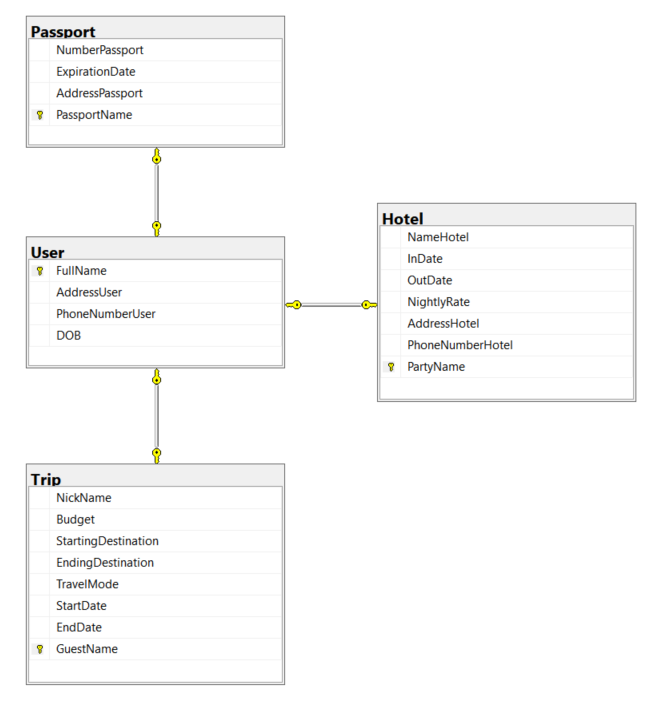 Passport
NumberPassport
ExpirationDate
AddressPassport
PassportName
User
FullName
AddressUser
PhoneNumberUser
DOB
Hotel
NameHotel
InDate
OutDate
NightlyRate
AddressHotel
PhoneNumberHotel
PartyName
Trip
NickName
Budget
StartingDestination
EndingDestination
TravelMode
StartDate
EndDate
GuestName